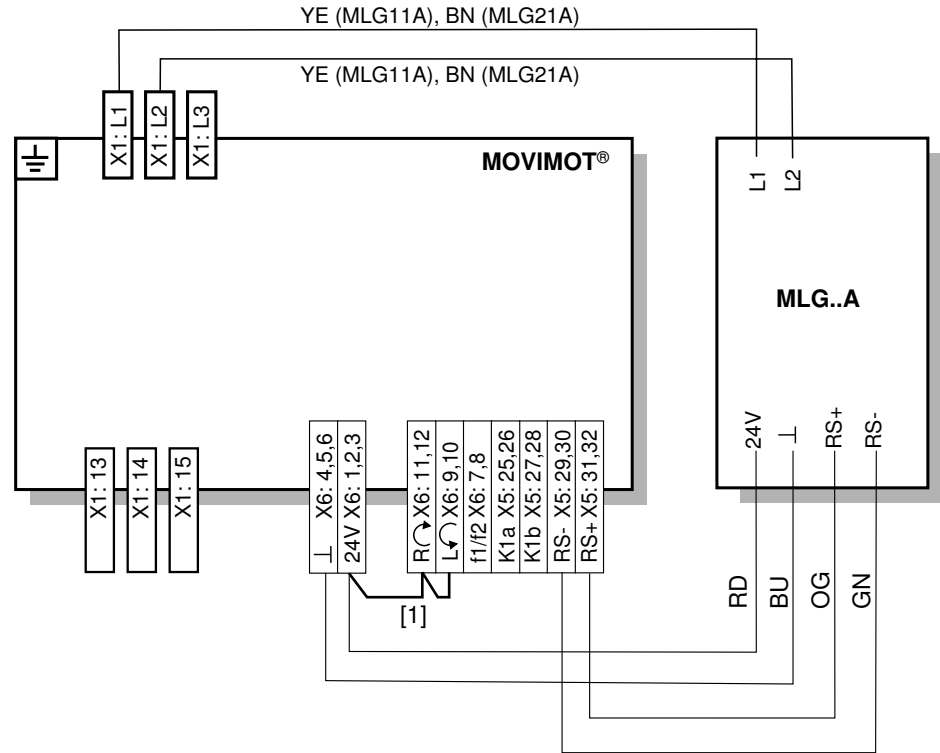 YE (MLG11A), BN (MLG21A)
YE (MLG11A), BN (MLG21A)
X1: L1
X1: L2
X1: L3
MOVIMOT®
L1
L2
MLG..A
24V
⊥
RS+
RS-
X1: 13
X1: 14
X1: 15
⊥ X6: 4,5,6
24V X6: 1,2,3
R X6: 11,12
L X6: 9,10
f1/f2 X6: 7,8
K1a X5: 25,26
K1b X5: 27,28
RS- X5: 29,30
RS+ X5: 31,32
[1]
RD
BU
OG
GN